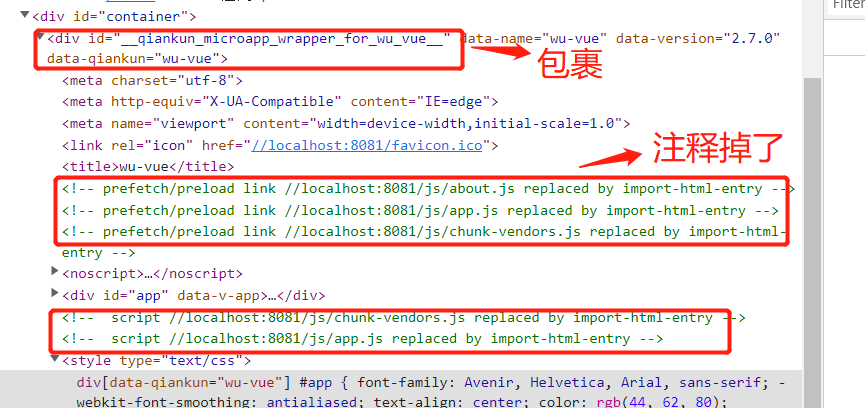 Filter
<div id="container">
<div id="__qiankun_microapp_wrapper_for_wu_vue__" data-name="wu-vue" data-version="2.7.0"
data-qiankun="wu-vue">
包裹
<meta charset="utf-8">
<meta http-equiv="X-UA-Compatible" content="IE=edge">
<meta name="viewport" content="width=device-width,initial-scale=1.0">
<link rel="icon" href="//localhost:8081/favicon.ico">
注释掉了
<title>wu-vue</title>
<!-- prefetch/preload link //localhost:8081/js/about.js replaced by import-html-entry -->
<!-- prefetch/preload link //localhost:8081/js/app.js replaced by import-html-entry -->
<!-- prefetch/preload link //localhost:8081/js/chunk-vendors.js replaced by import-html-
entry -->
<noscript>…</noscript>
<div id="app" data-v-app>…</div>
<!--  script //localhost:8081/js/chunk-vendors.js replaced by import-html-entry -->
<!--  script //localhost:8081/js/app.js replaced by import-html-entry -->
<style type="text/css">
div[data-qiankun="wu-vue"] #app { font-family: Avenir, Helvetica, Arial, sans-serif; -
webkit-font-smoothing: antialiased; text-align: center; color: rgb(44, 62, 80);